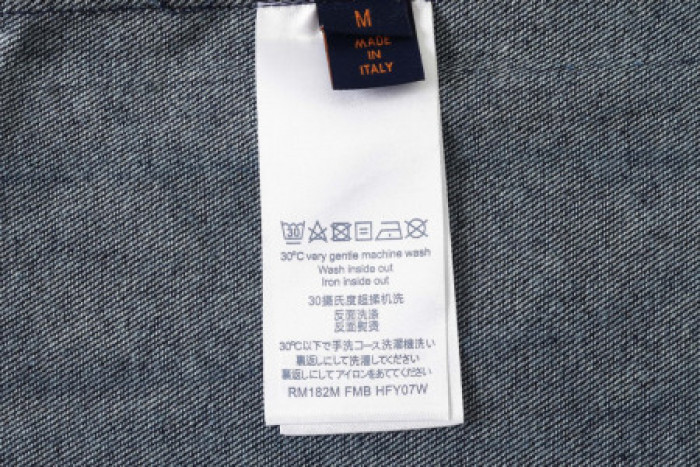 M
MADE
IN
ITALY
30
30°C very gentle machine wash
Wash inside out
Iron inside out
30攝氏度超揉机洗
反面洗涤
反面熨烫
30℃以下で手洗コース洗濯機洗い
裏返しにして洗濯してください
裏返しにしてアイロンをあててください
RM182M FMB HFY07W